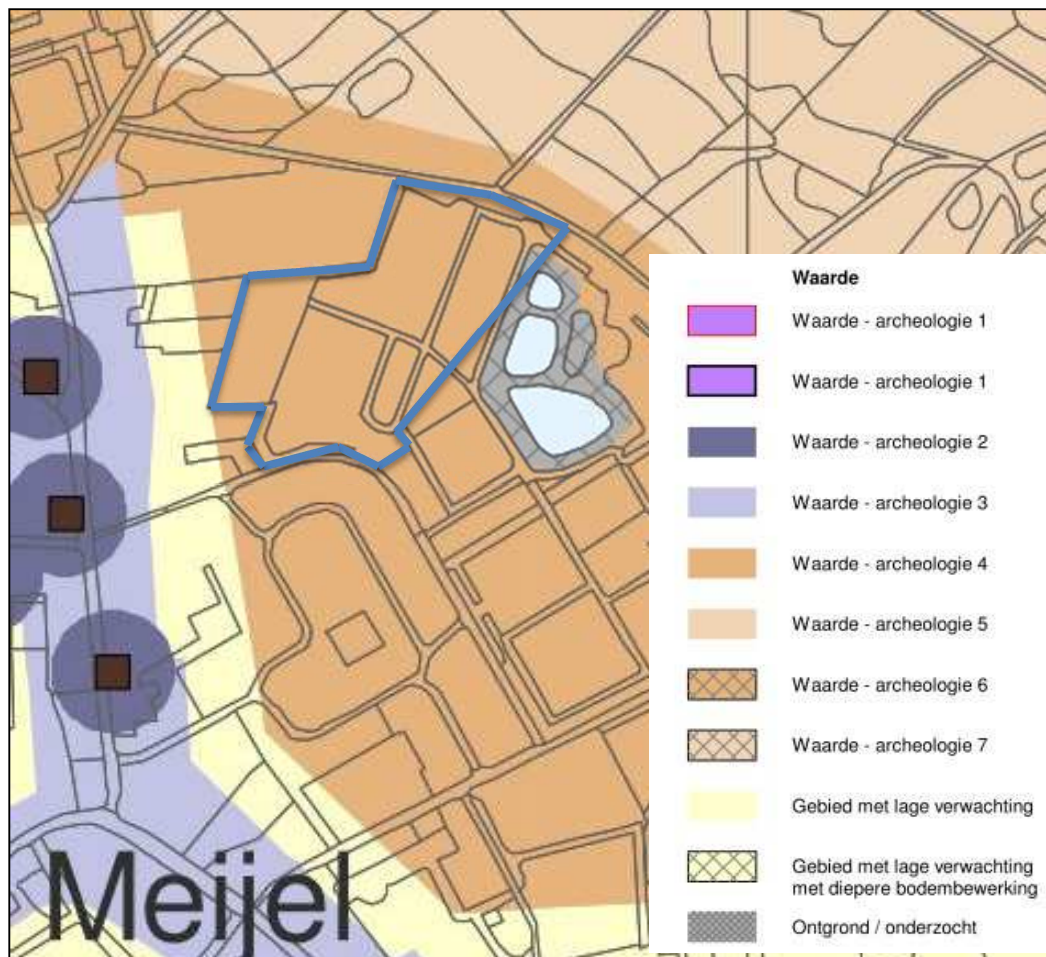 Waarde
Waarde - archeologie 1
Waarde - archeologie 1
Waarde - archeologie 2
Waarde - archeologie 3
Waarde - archeologie 4
Waarde - archeologie 5
Waarde - archeologie 6
Waarde - archeologie 7
Gebied met lage verwachting
Gebied met lage verwachting
met diepere bodembewerking
Ontgrond / onderzocht
Meijel